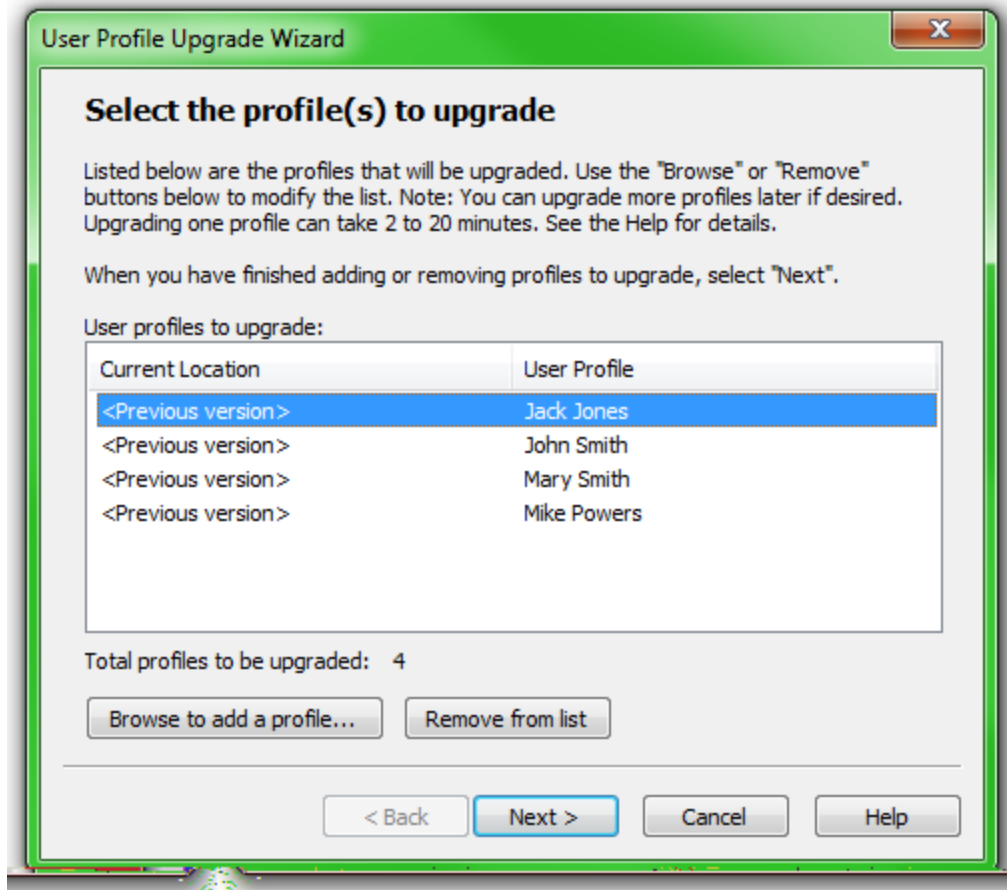 User Profile Upgrade Wizard
Select the profile(s) to upgrade
Listed below are the profiles that will be upgraded. Use the "Browse" or "Remove"
buttons below to modify the list. Note: You can upgrade more profiles later if desired.
Upgrading one profile can take 2 to 20 minutes. See the Help for details.
When you have finished adding or removing profiles to upgrade, select "Next".
User profiles to upgrade:
Current Location User Profile
<Previous version> Jack Jones
<Previous version> John Smith
<Previous version> Mary Smith
<Previous version> Mike Powers
Total profiles to be upgraded: 4
Browse to add a profile... Remove from list
< Back Next > Cancel Help